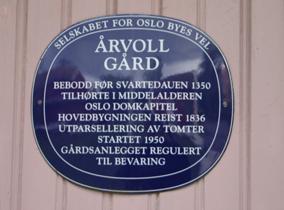 SELSKABET FOR OSLO BYES VEL
ÅRVOLL
GÅRD
BEBODD FØR SVARTEDAUEN 1350
TILHØRTE I MIDDELALDEREN
OSLO DOMKAPITEL
HOVEDBYGNINGEN REIST 1836
UTPARSELLERING AV TOMTER
STARTET 1950
GÅRDSANLEGGET REGULERT
TIL BEVARING